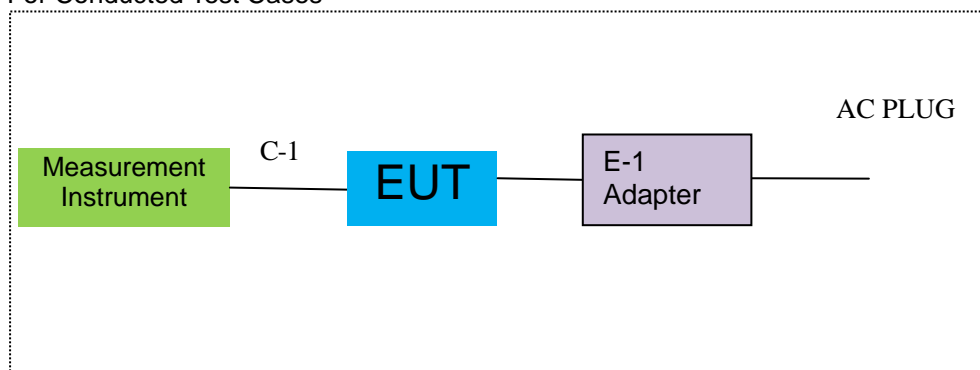 For Conducted Test Cases
AC PLUG
C-1
Measurement
Instrument
EUT
E-1
Adapter